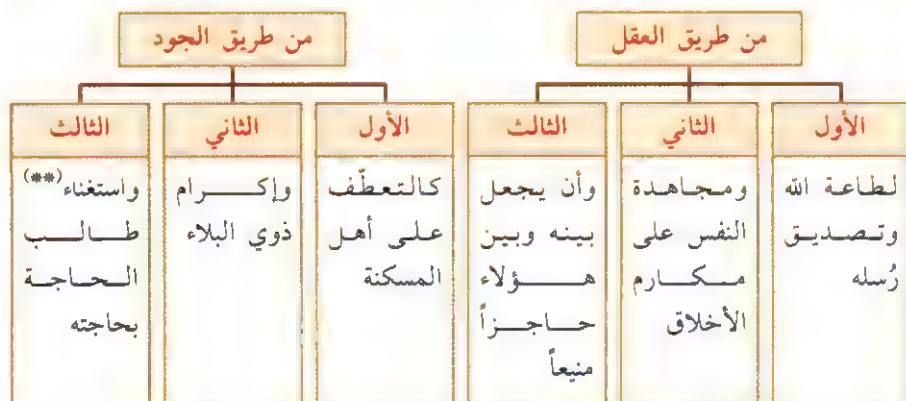 من طريق العقل
الأول
لطاعة الله
وتصديق
رُسله
الثاني
ومجاهدة
النفس على
مكارم
الأخلاق
الثالث
وأن يجعل
بينه وبين
هؤلاء
حاجزاً
منيعاً
من طريق الجود
الأول
كالتعطّف
على أهل
المسكنة
الثاني
وإكرام
ذوي البلاء
الثالث
واستغناء(**)
طالب
الحاجة
بحاجته